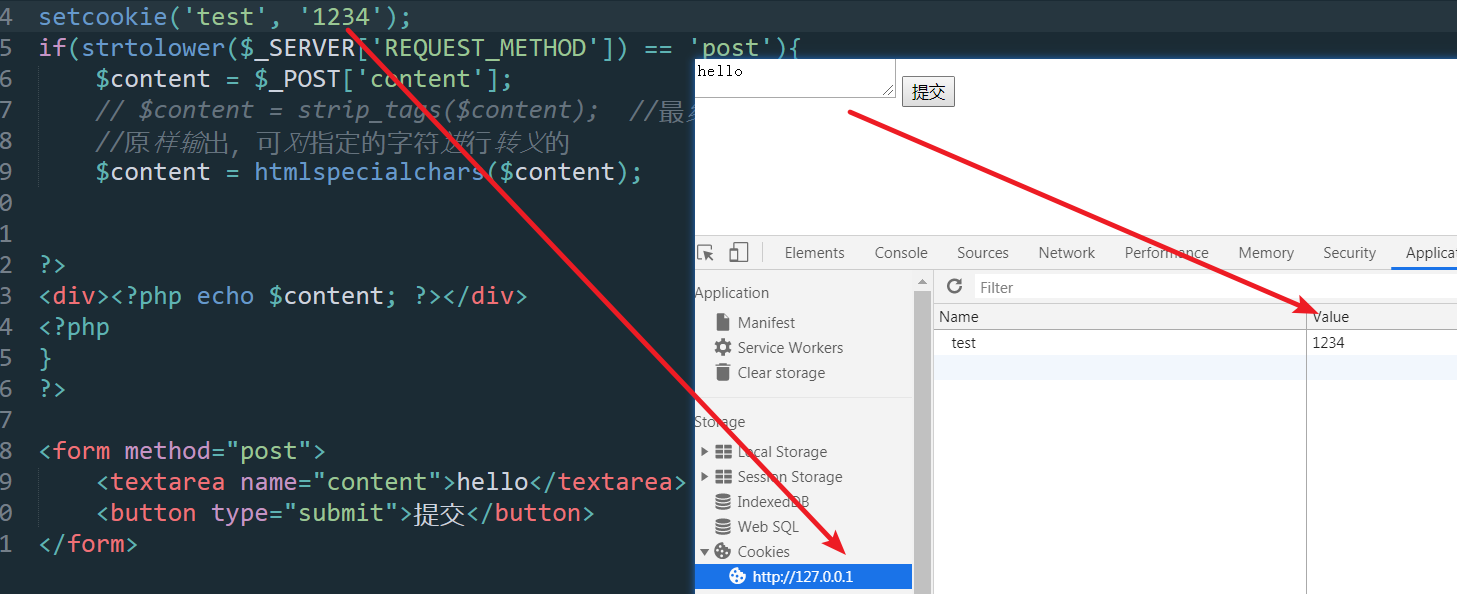 4 setcookie('test', '1234');
5 if(strtolower($_SERVER['REQUEST_METHOD']) == 'post'){
6 $content = $_POST['content'];
7 // $content = strip_tags($content); //最
8 //原样输出，可对指定的字符进行转义的
9 $content = htmlspecialchars($content);
0
1
2 ?>
3 <div><?php echo $content; ?></div>
4 <?php
5 }
6 ?>
7
8 <form method="post">
9 <textarea name="content">hello</textarea>
0 <button type="submit">提交</button>
1 </form>
hello
提交
Elements Console Sources Network Performance Memory Security
Application
Manifest
Service Workers
Clear storage
Storage
Local Storage
Session Storage
IndexedDB
Web SQL
Cookies
http://127.0.0.1
Filter
Name Value
test 1234